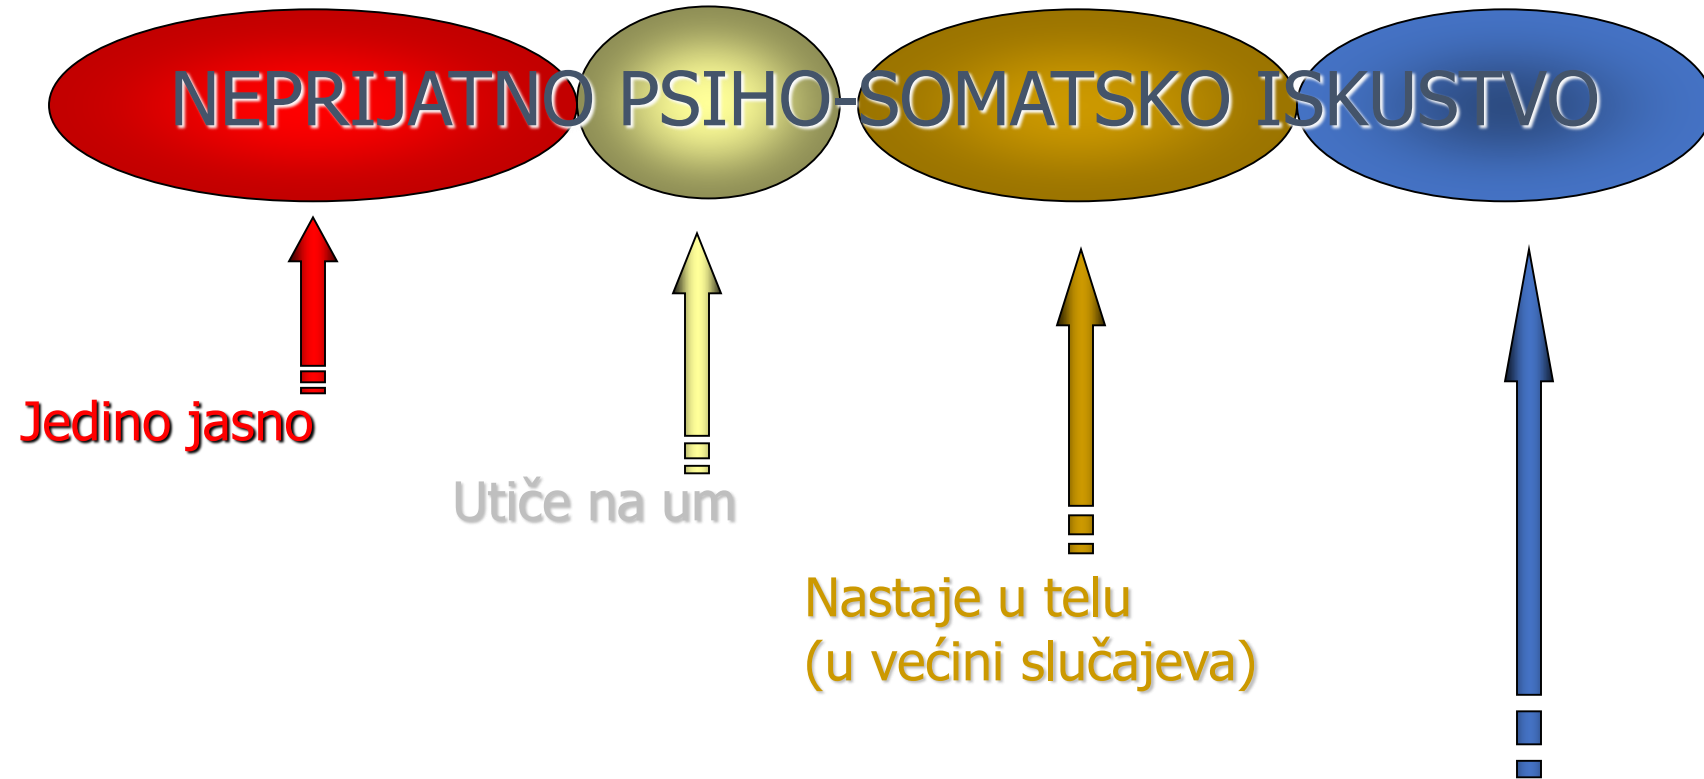 NEPRIJATNO PSIHO-SOMATSKO ISKUSTVO
Jedino jasno
Utiče na um
Nastaje u telu
(u većini slučajeva)